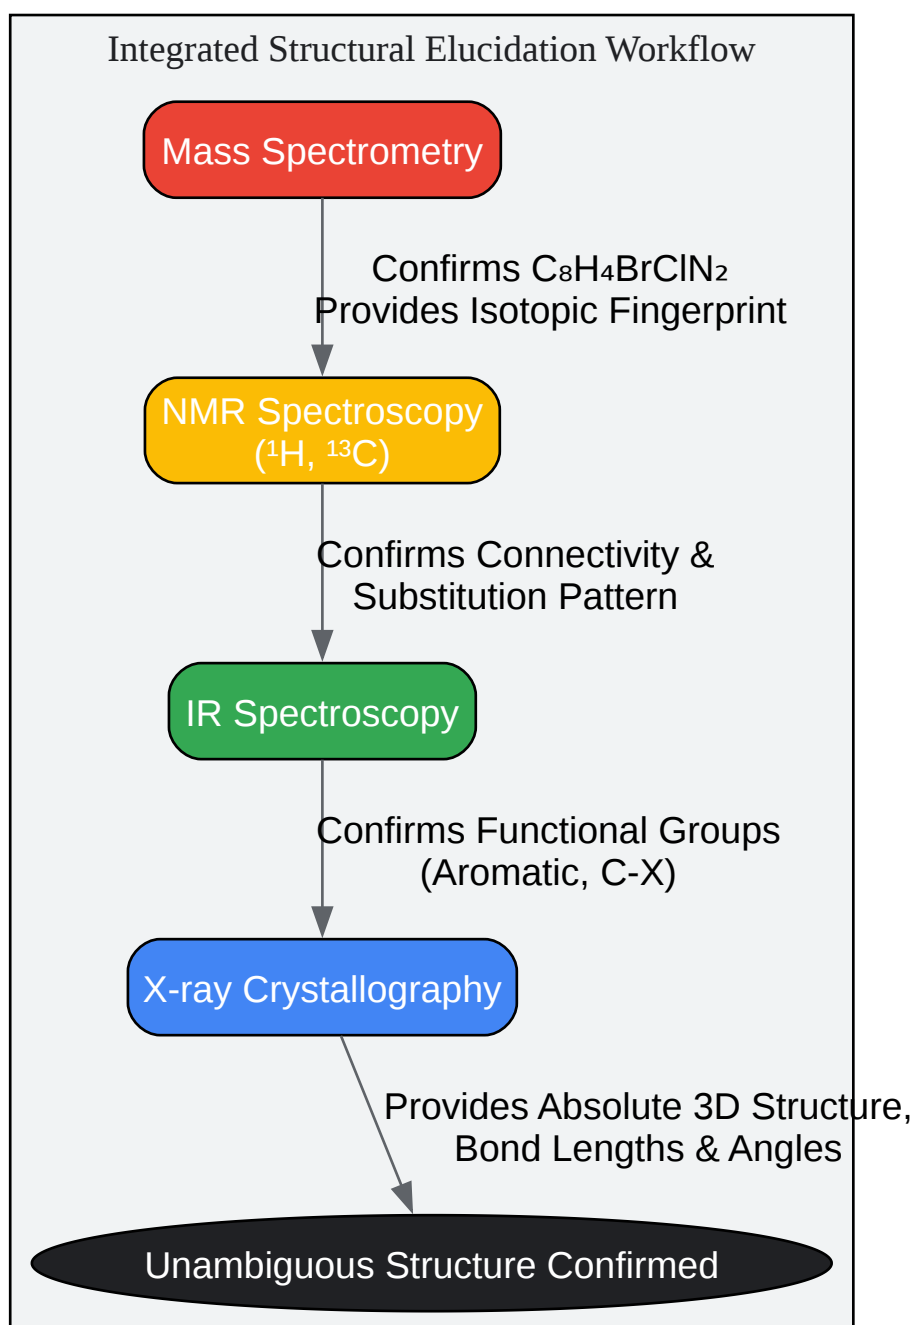 Integrated Structural Elucidation Workflow
Mass Spectrometry
Confirms C₈H₄BrClN₂
Provides Isotopic Fingerprint
NMR Spectroscopy
(¹H, ¹³C)
Confirms Connectivity &
Substitution Pattern
IR Spectroscopy
Confirms Functional Groups
(Aromatic, C-X)
X-ray Crystallography
Provides Absolute 3D Structure,
Bond Lengths & Angles
Unambiguous Structure Confirmed